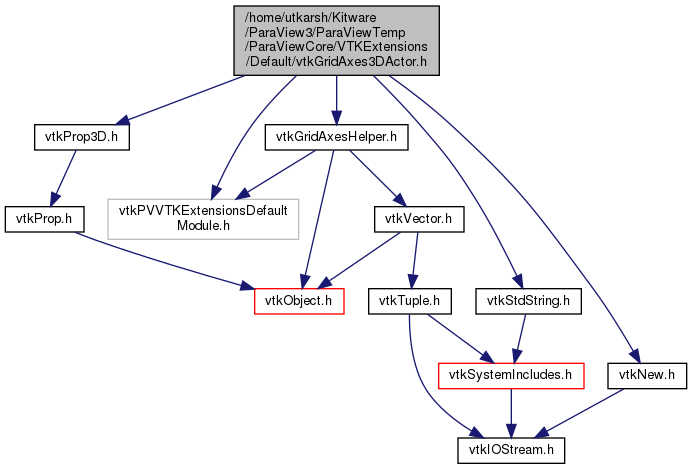 /home/utkarsh/Kitware
/ParaView3/ParaViewTemp
/ParaViewCore/VTKExtensions
/Default/vtkGridAxes3DActor.h
vtkProp3D.h
vtkGridAxesHelper.h
vtkProp.h
vtkPVVTKExtensionsDefault
Module.h
vtkVector.h
vtkObject.h
vtkTuple.h
vtkStdString.h
vtkSystemIncludes.h
vtkNew.h
vtkIOStream.h